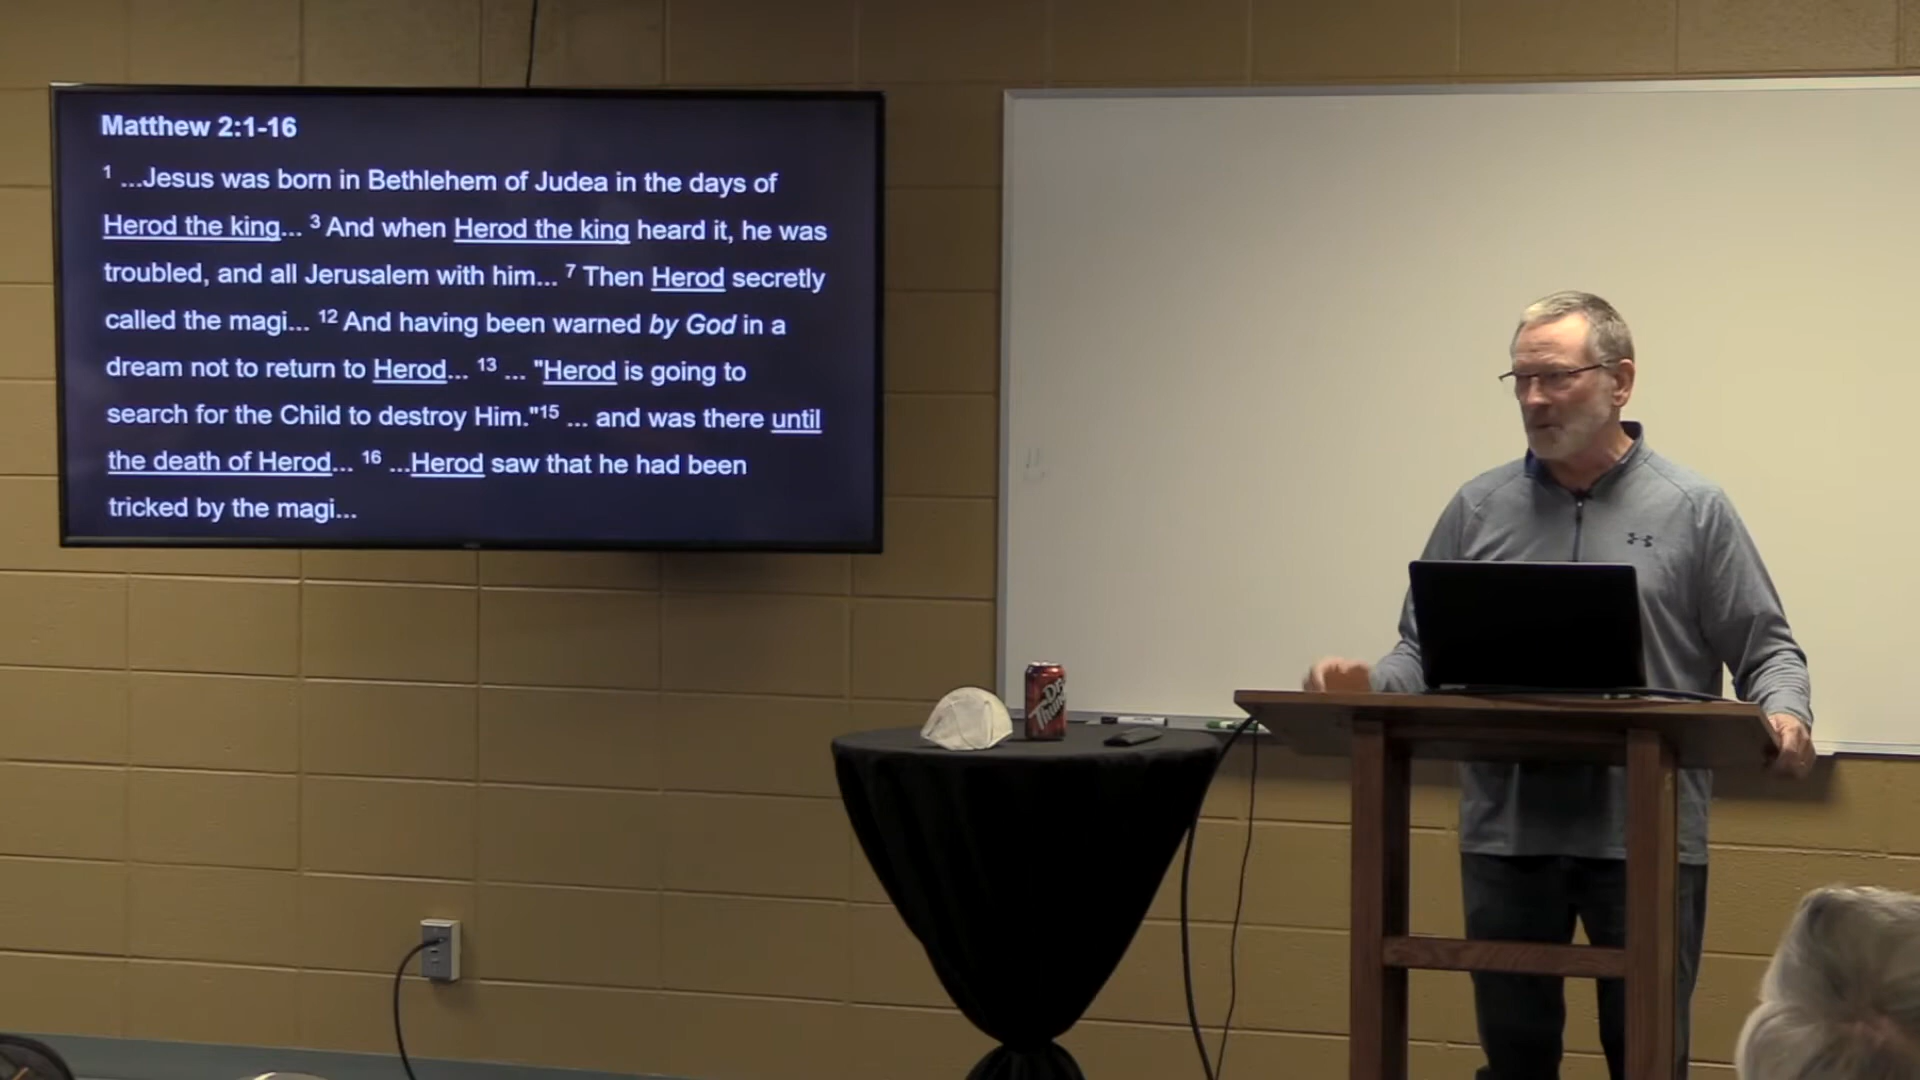 Matthew 2:1-16
1 ...Jesus was born in Bethlehem of Judea in the days of
Herod the king... 3 And when Herod the king heard it, he was
troubled, and all Jerusalem with him... 7 Then Herod secretly
called the magi... 12 And having been warned by God in a
dream not to return to Herod... 13 ... "Herod is going to
search for the Child to destroy Him."15 ... and was there until
the death of Herod... 16 ...Herod saw that he had been
tricked by the magi...
Dr
Thun